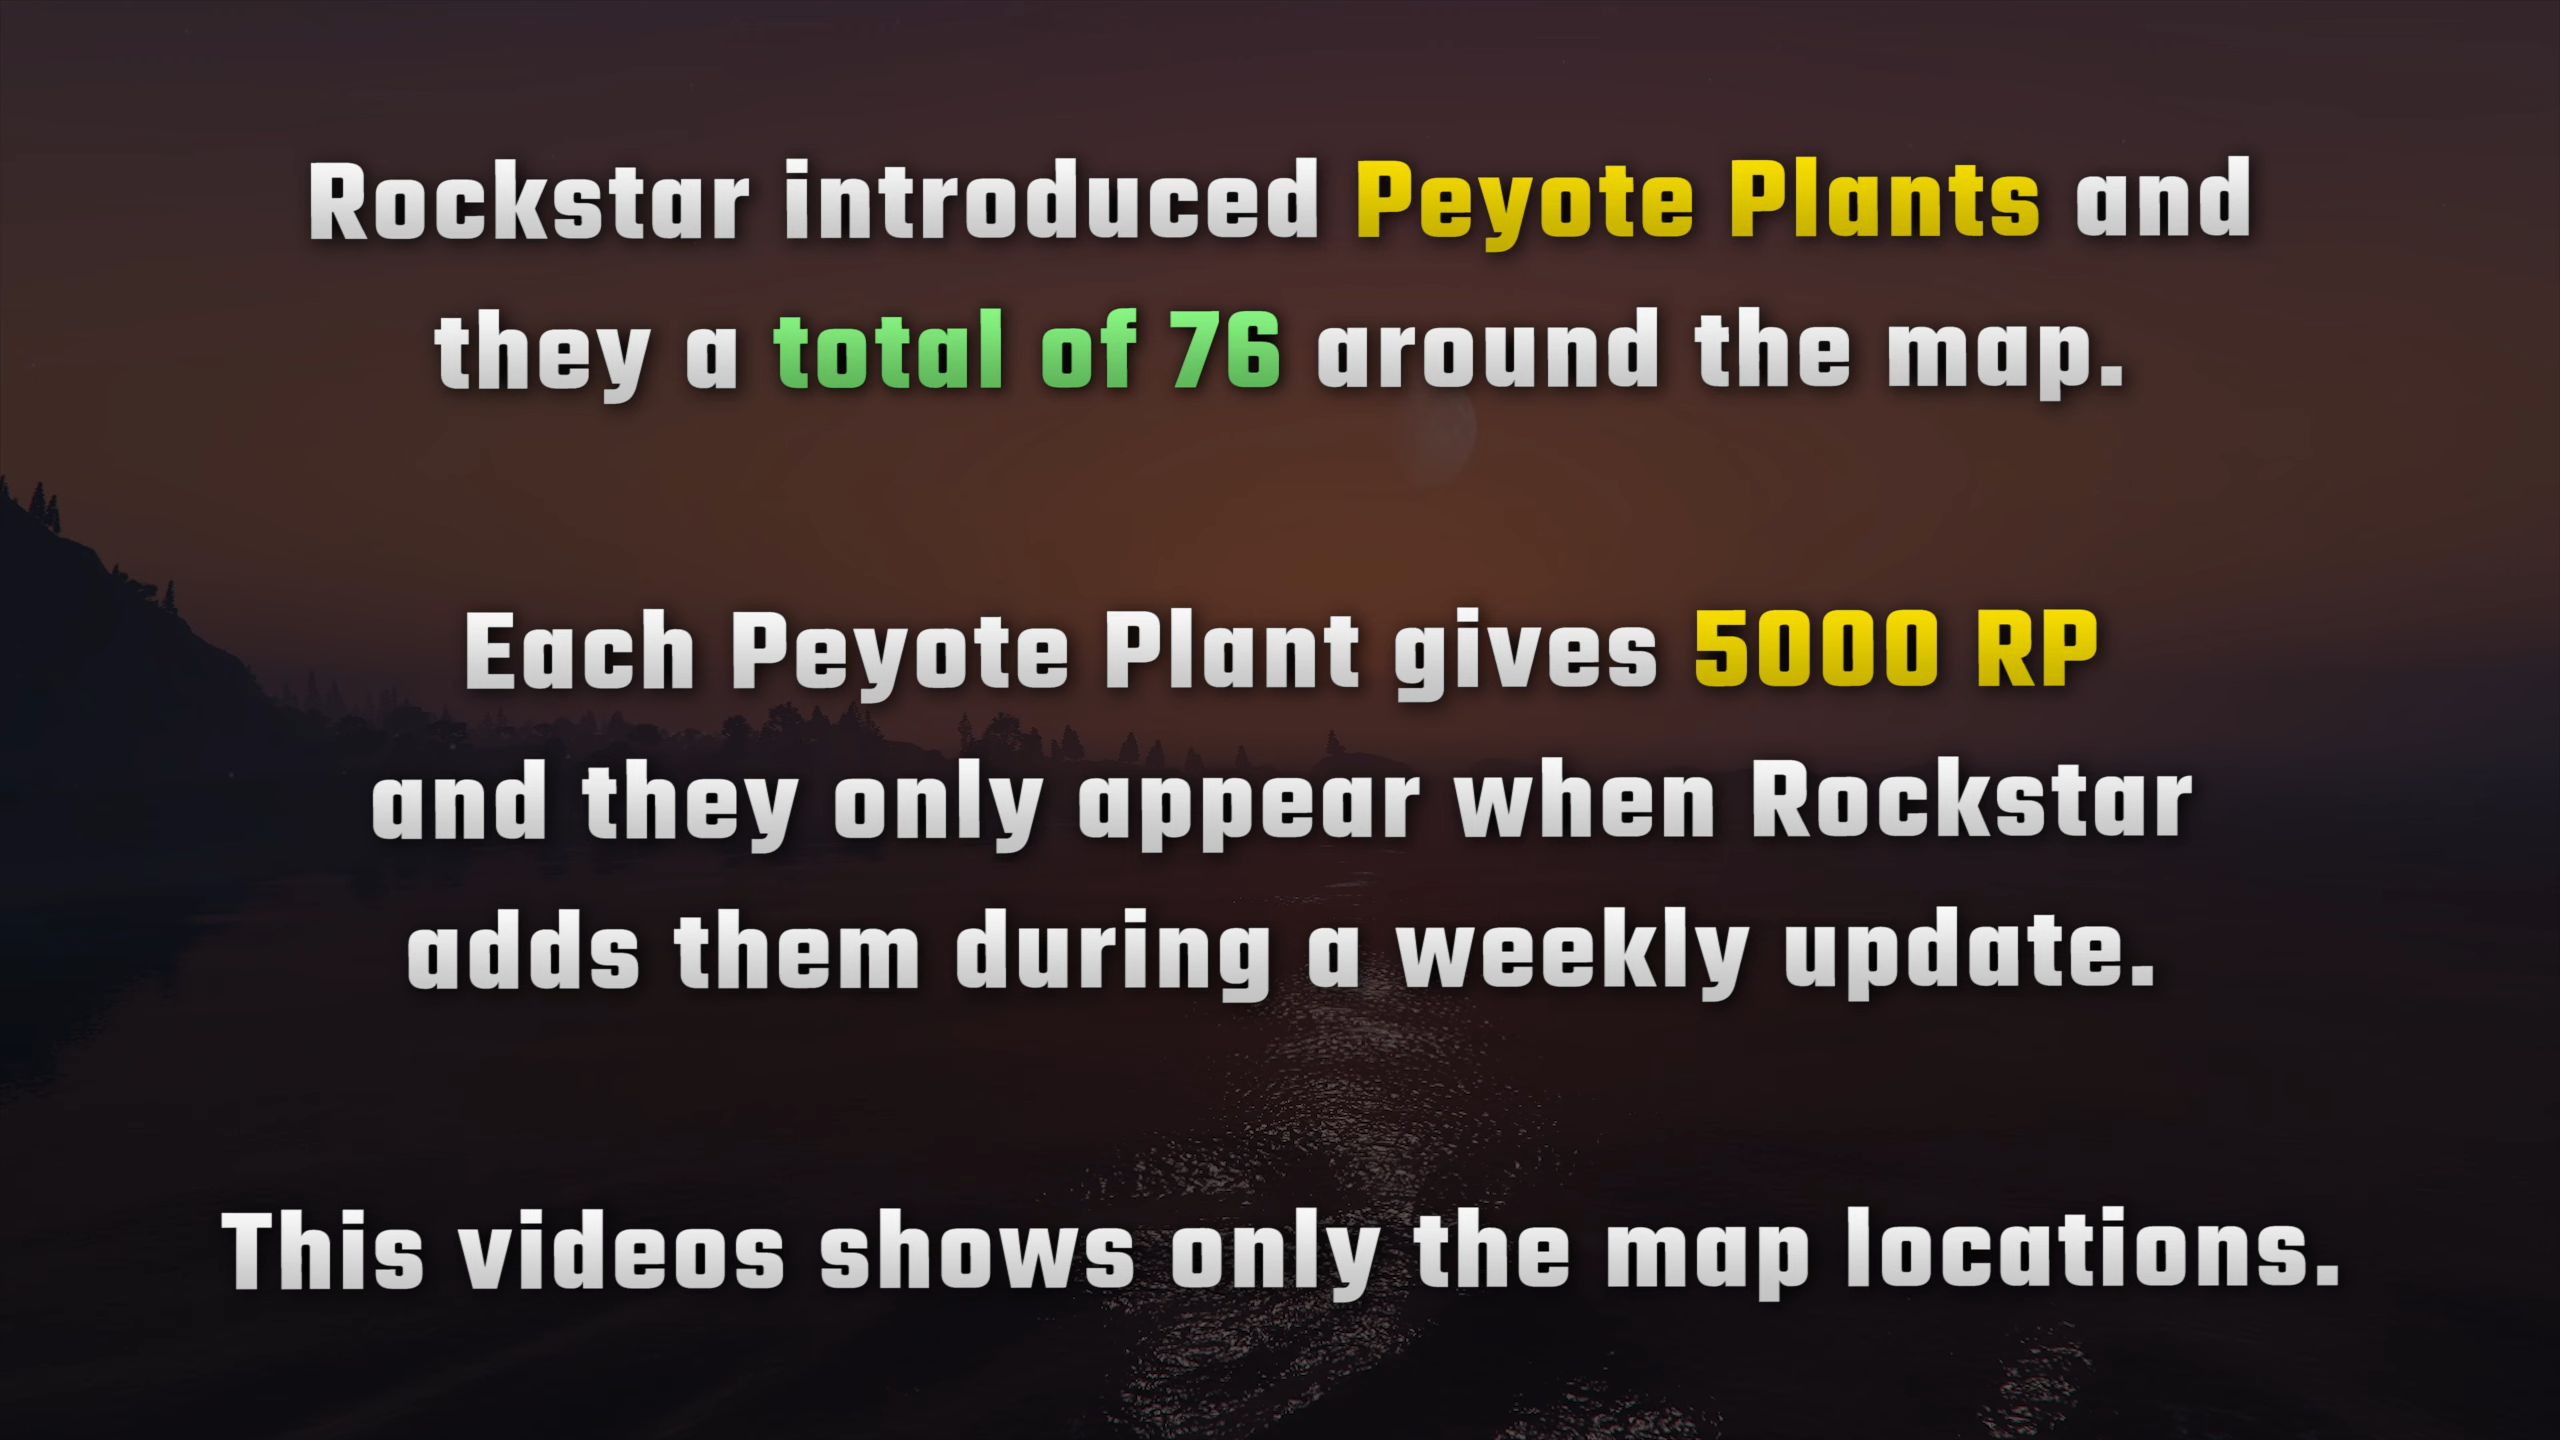 Rockstar introduced Peyote Plants and
they a total of 76 around the map.
Each Peyote Plant gives 5000 RP
and they only appear when Rockstar
adds them during a weekly update.
This videos shows only the map locations.